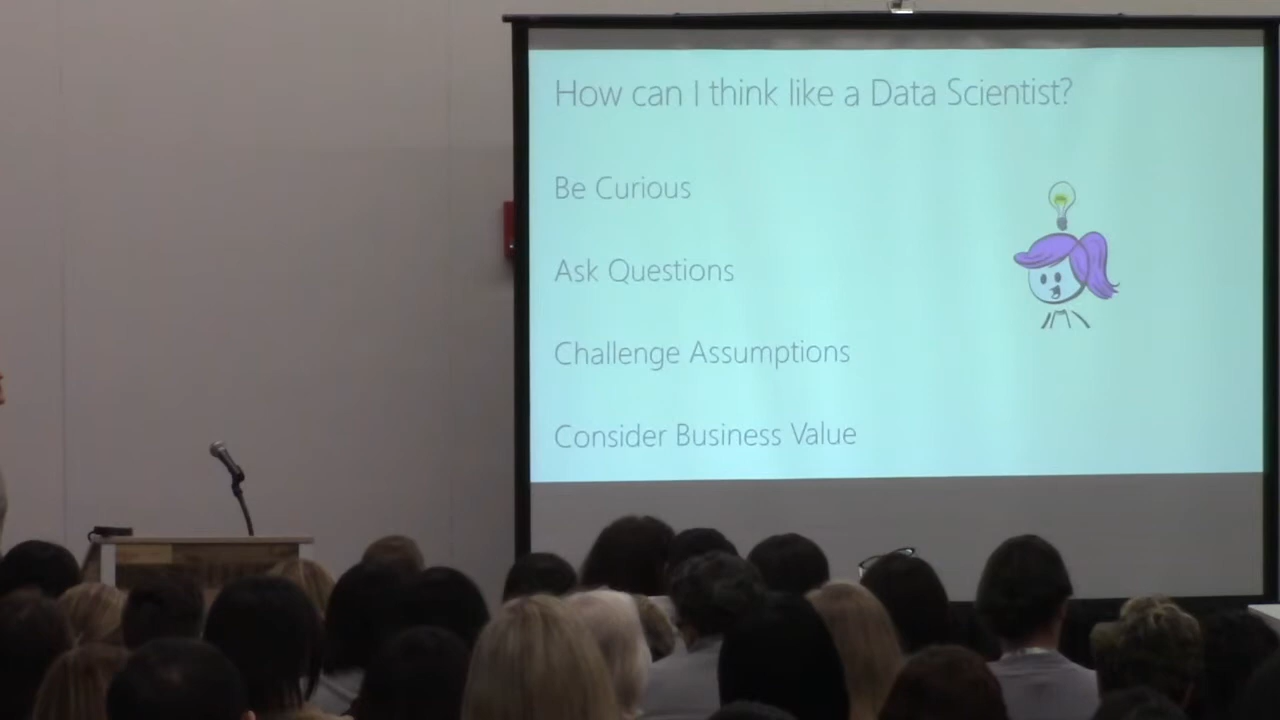 How can I think like a Data Scientist?
Be Curious
Ask Questions
Challenge Assumptions
Consider Business Value